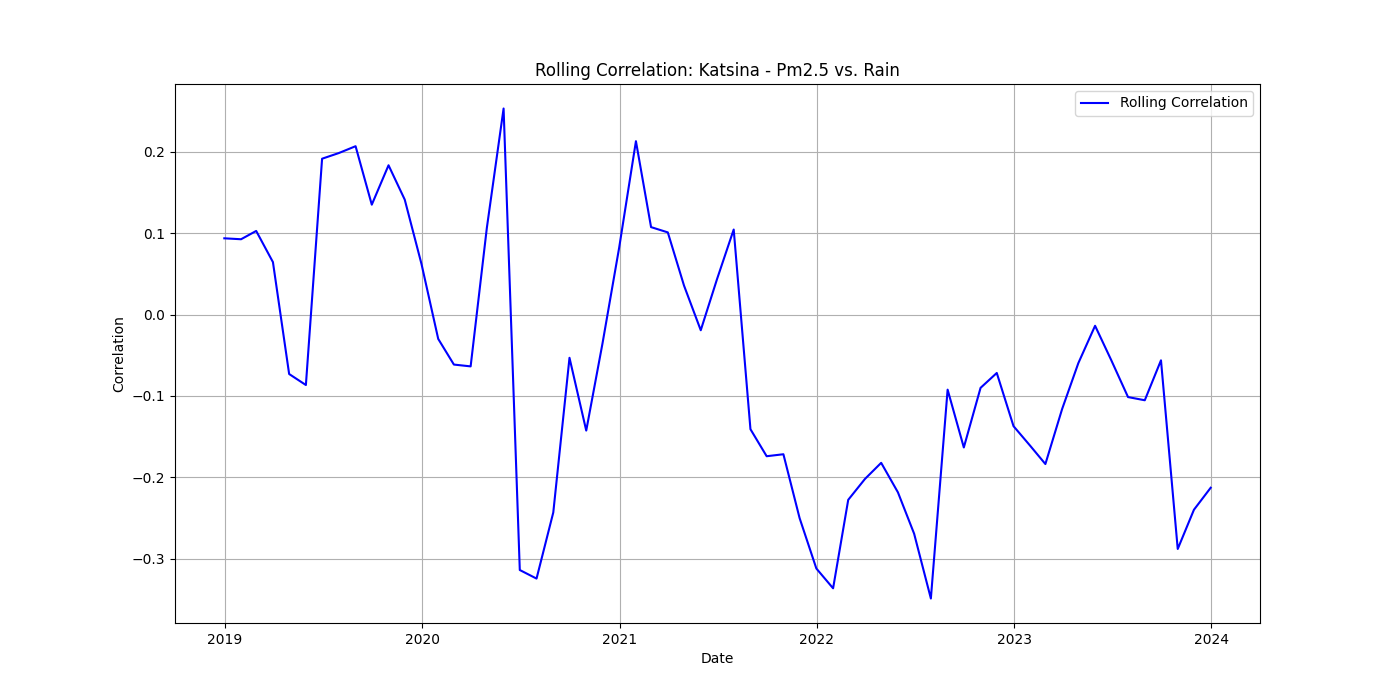 Rolling Correlation: Katsina - Pm2.5 vs. Rain
Rolling Correlation
0.2
0.1
0.0
−0.1
−0.2
−0.3
Correlation
2019 2020 2021 2022 2023 2024
Date